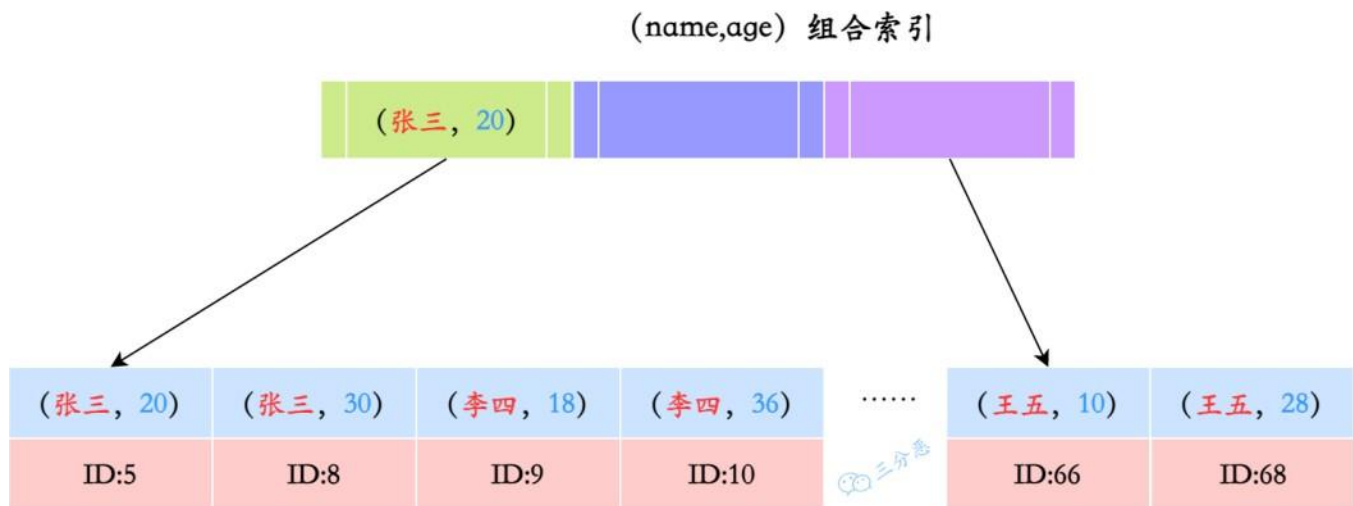 (name,age) 组合索引
(张三, 20)
(张三, 20) (张三, 30) (李四, 18) (李四, 36) …… (王五, 10) (王五, 28)
ID:5 ID:8 ID:9 ID:10 三分恶 ID:66 ID:68